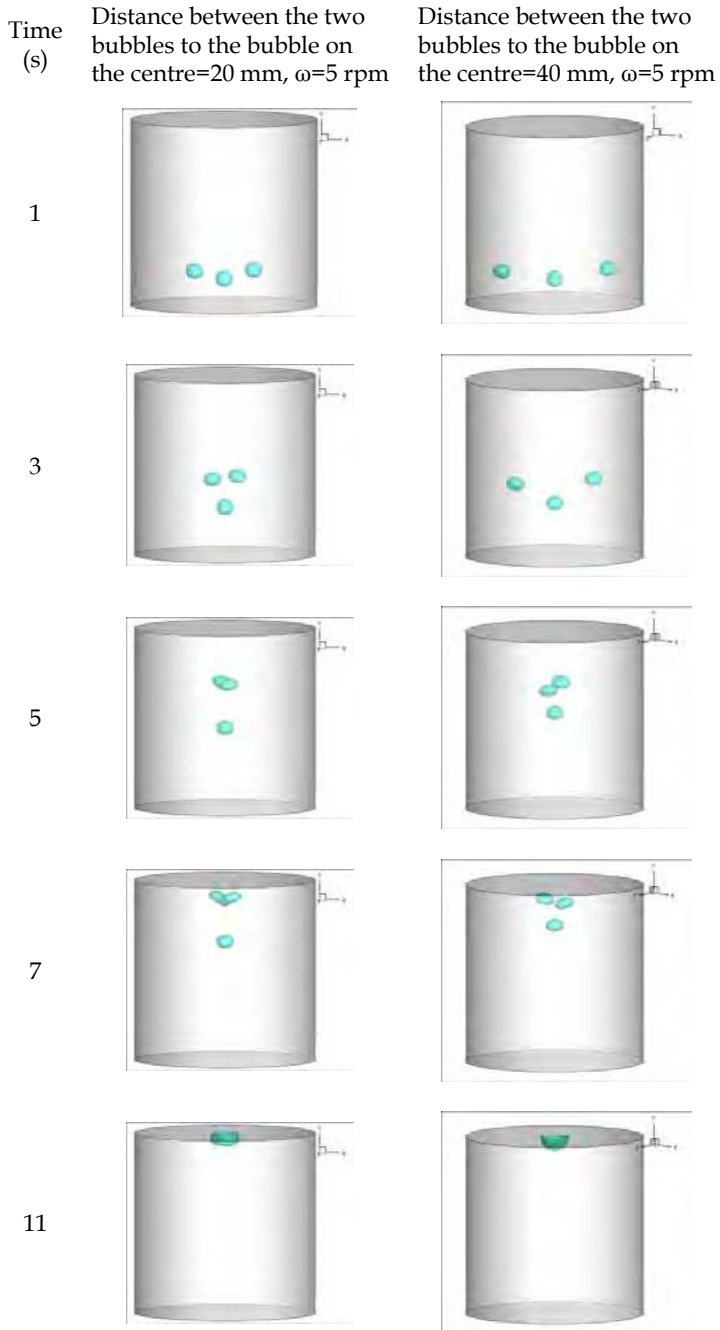 Time
(s)
Distance between the two
bubbles to the bubble on
the centre=20 mm, ω=5 rpm
Distance between the two
bubbles to the bubble on
the centre=40 mm, ω=5 rpm
1
3
5
7
11